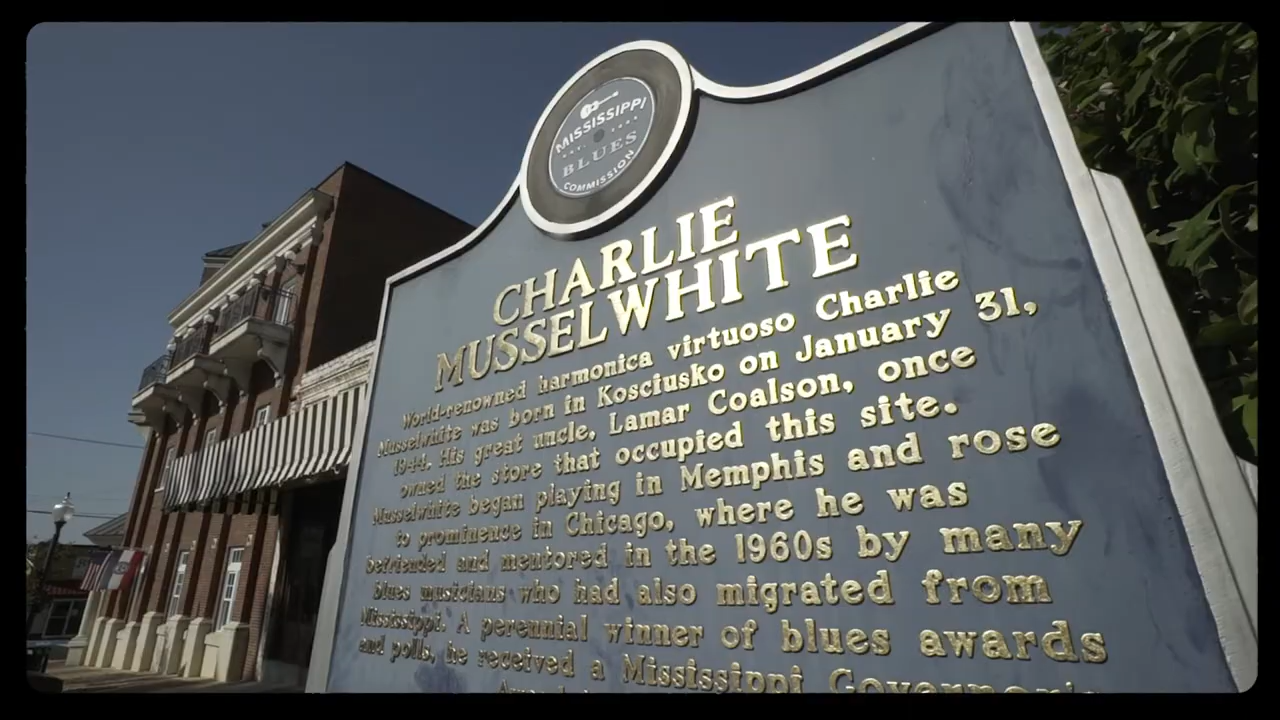 MISSISSIPPI
BLUES
COMMISSION
CHARLIE
MUSSELWHITE
World-renowned harmonica virtuoso Charlie
Musselwhite was born in Kosciusko on January 31,
1944. His great uncle, Lamar Coalson, once
owned the store that occupied this site.
Musselwhite began playing in Memphis and rose
to prominence in Chicago, where he was
befriended and mentored in the 1960s by many
blues musicians who had also migrated from
Mississippi. A perennial winner of blues awards
and polls, he received a Mississippi Governor's